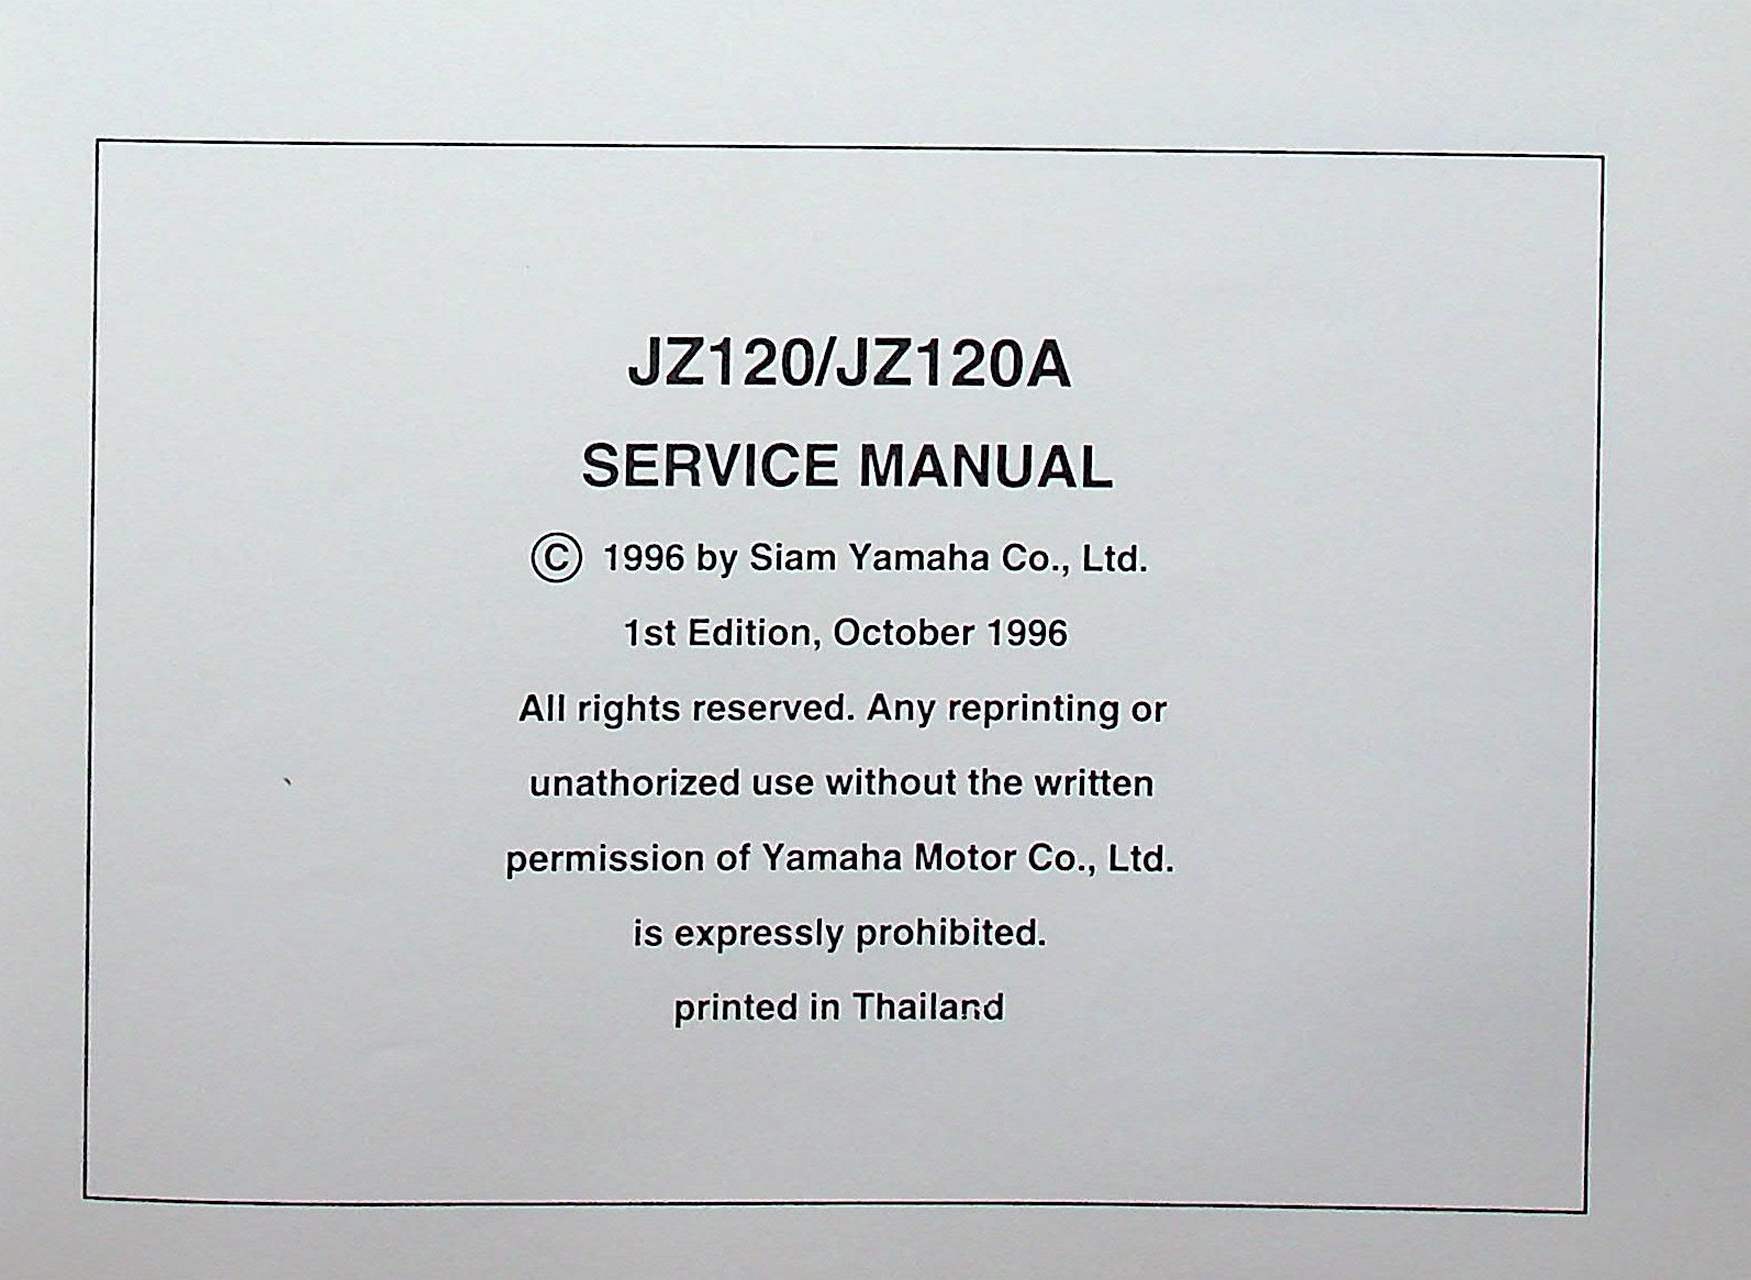 JZ120/JZ120A
SERVICE MANUAL
© 1996 by Siam Yamaha Co., Ltd.
1st Edition, October 1996
All rights reserved. Any reprinting or
unathorized use without the written
permission of Yamaha Motor Co., Ltd.
is expressly prohibited.
printed in Thailand